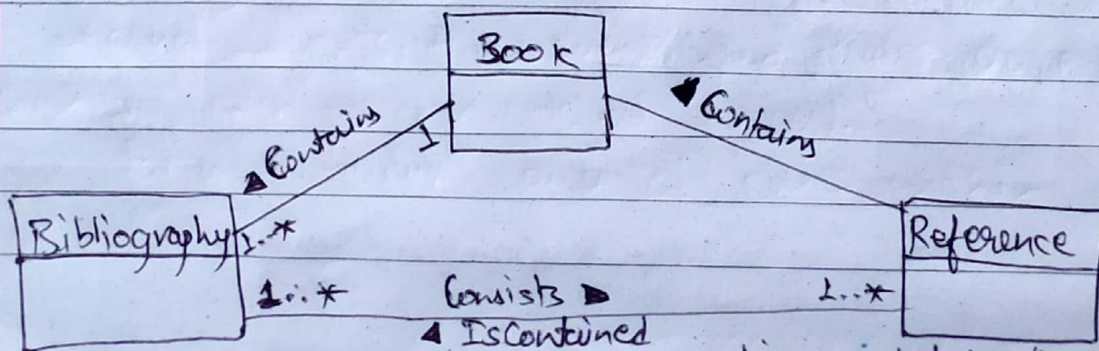 Book
◄ Contains
◄ Contains
1
Bibliography
1..*
Reference
1..*
Consists ►
1..*
◄ IsContained